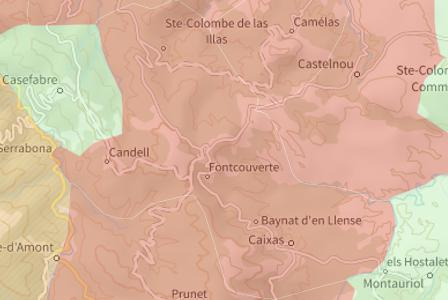 Ste-Colombe de las
Illas
Camélas
Castelnou
Ste-Color
Comm
Casefabre
Serrabona
Candell
Fontcouverte
Baynat d'en Llense
Caixas
e-d'Amont
els Hostalet
Montauriol
Prunet